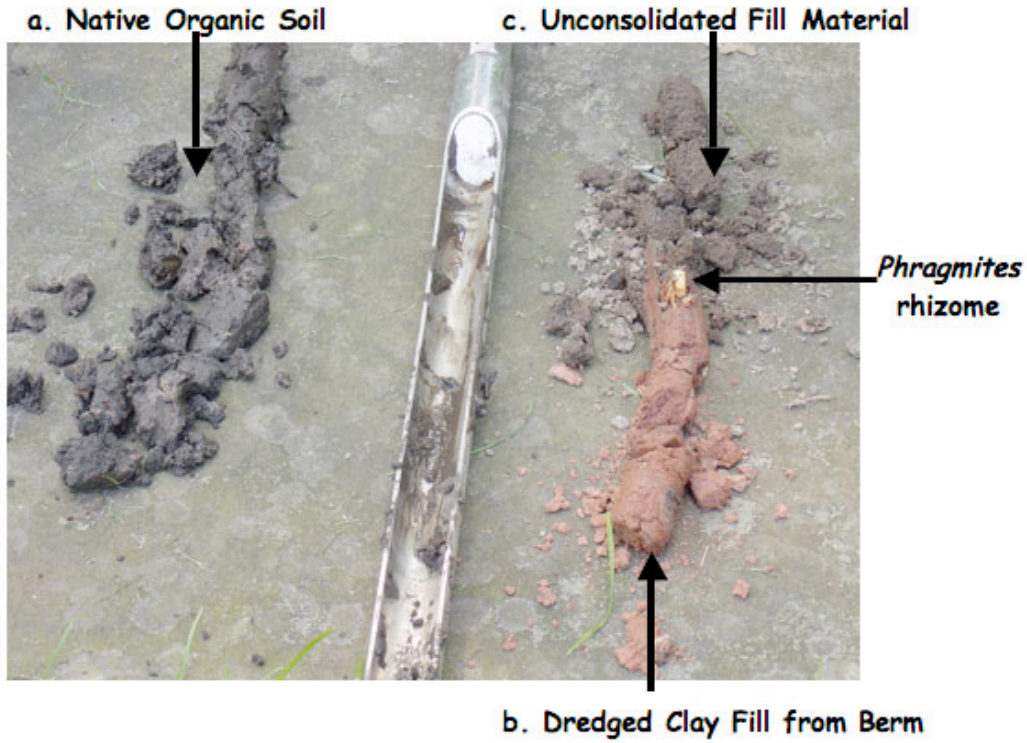 a. Native Organic Soil
c. Unconsolidated Fill Material
Phragmites
rhizome
b. Dredged Clay Fill from Berm